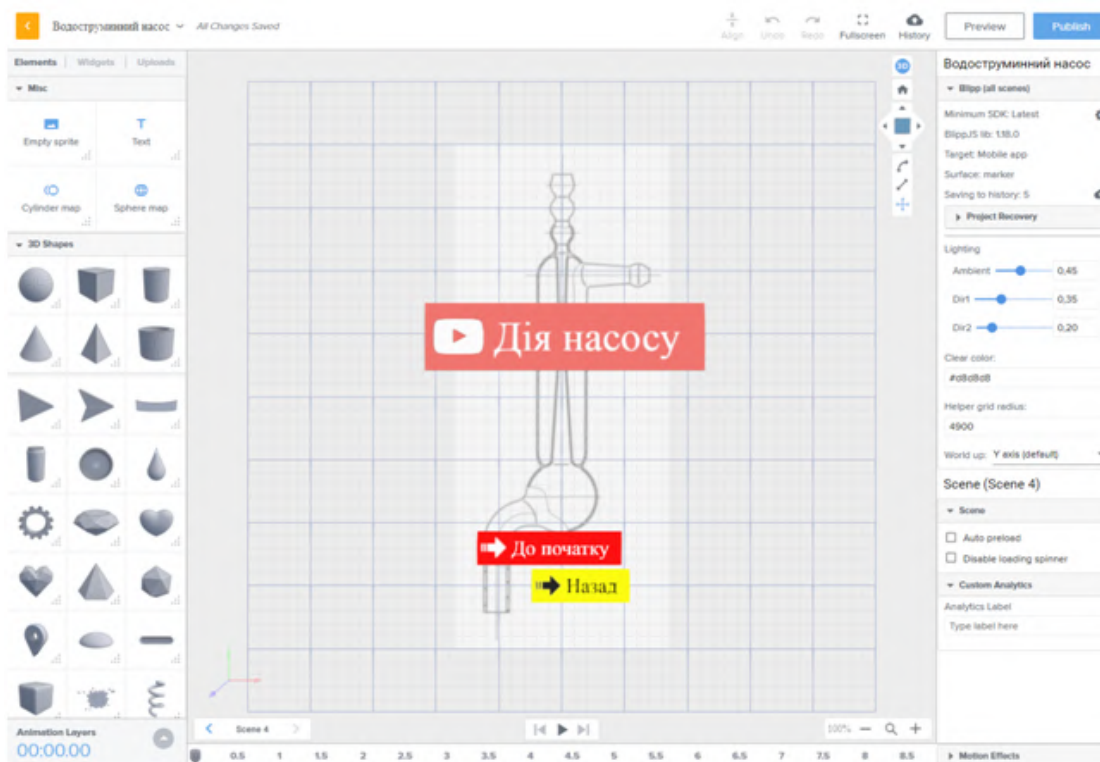 Водоструминний насос All Changes Saved Align Undo Redo Fullscreen History Preview Publish
Elements Widgets Uploads
Misc
Empty sprite Text
Cylinder map Sphere map
3D Shapes
3D
Дія насосу
До початку
Назад
Водоструминний насос
Blipp (all scenes)
Minimum SDK: Latest
BlippJS lib: 1.18.0
Target: Mobile app
Surface: marker
Saving to history: 5
Project Recovery
Lighting
Ambient 0,45
Dir1 0,35
Dir2 0,20
Clear color:
#d8d8d8
Helper grid radius:
4900
World up: Y axis (default)
Scene (Scene 4)
Scene
Auto preload
Disable loading spinner
Custom Analytics
Analytics Label
Type label here
Scene 4 100%
Animation Layers
00:00.00
0.5 1 1.5 2 2.5 3 3.5 4 4.5 5 5.5 6 6.5 7 7.5 8 8.5
Motion Effects